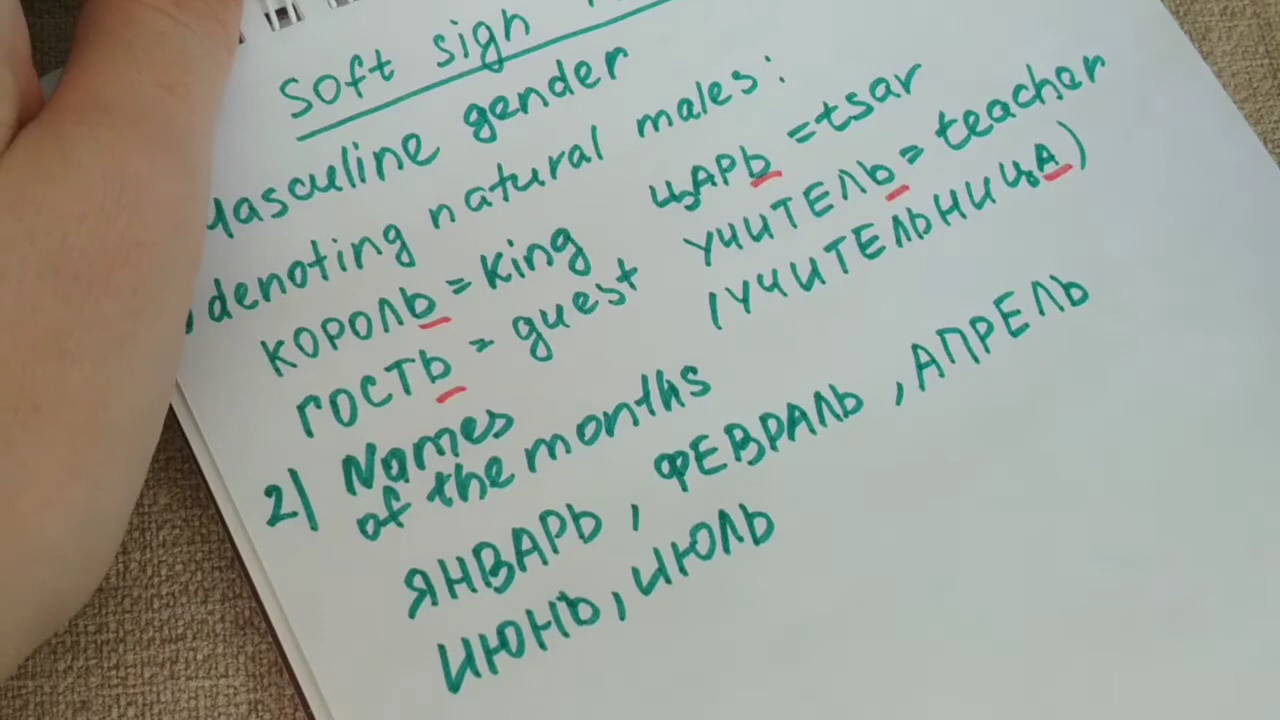 soft sign
Masculine gender
denoting natural males:
КОРОЛЬ = King ЦАРЬ = tsar
ГОСТЬ = guest УЧИТЕЛЬ = teacher
(УЧИТЕЛЬНИЦА)
2) Names
of the months
ЯНВАРЬ, ФЕВРАЛЬ, АПРЕЛЬ
ИЮНЬ, ИЮЛЬ